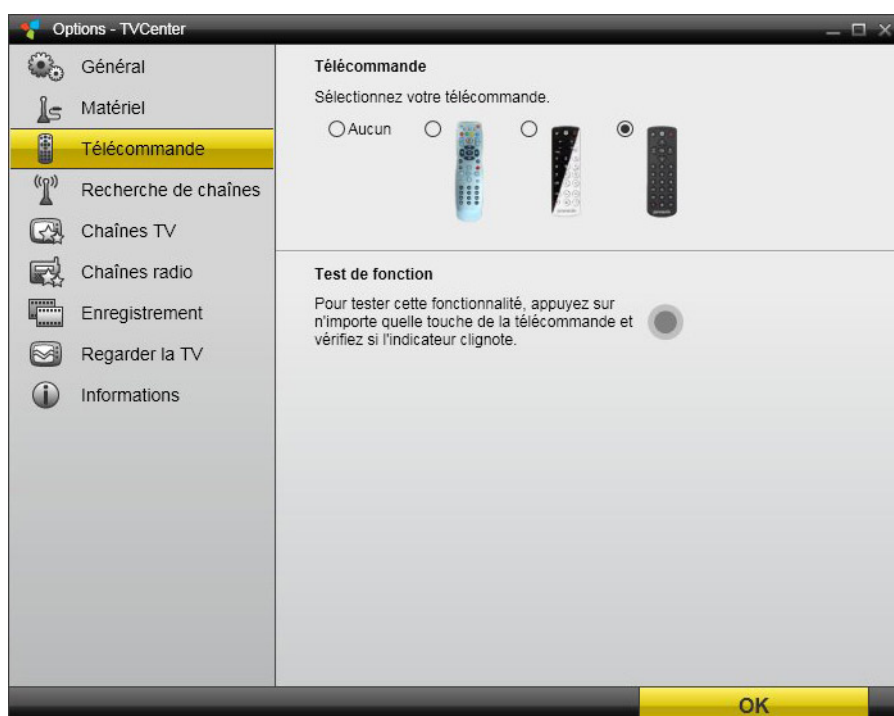 Options - TVCenter
Général
Matériel
Télécommande
Recherche de chaînes
Chaînes TV
Chaînes radio
Enregistrement
Regarder la TV
Informations
Télécommande
Sélectionnez votre télécommande.
Aucun
Test de fonction
Pour tester cette fonctionnalité, appuyez sur
n'importe quelle touche de la télécommande et
vérifiez si l'indicateur clignote.
OK